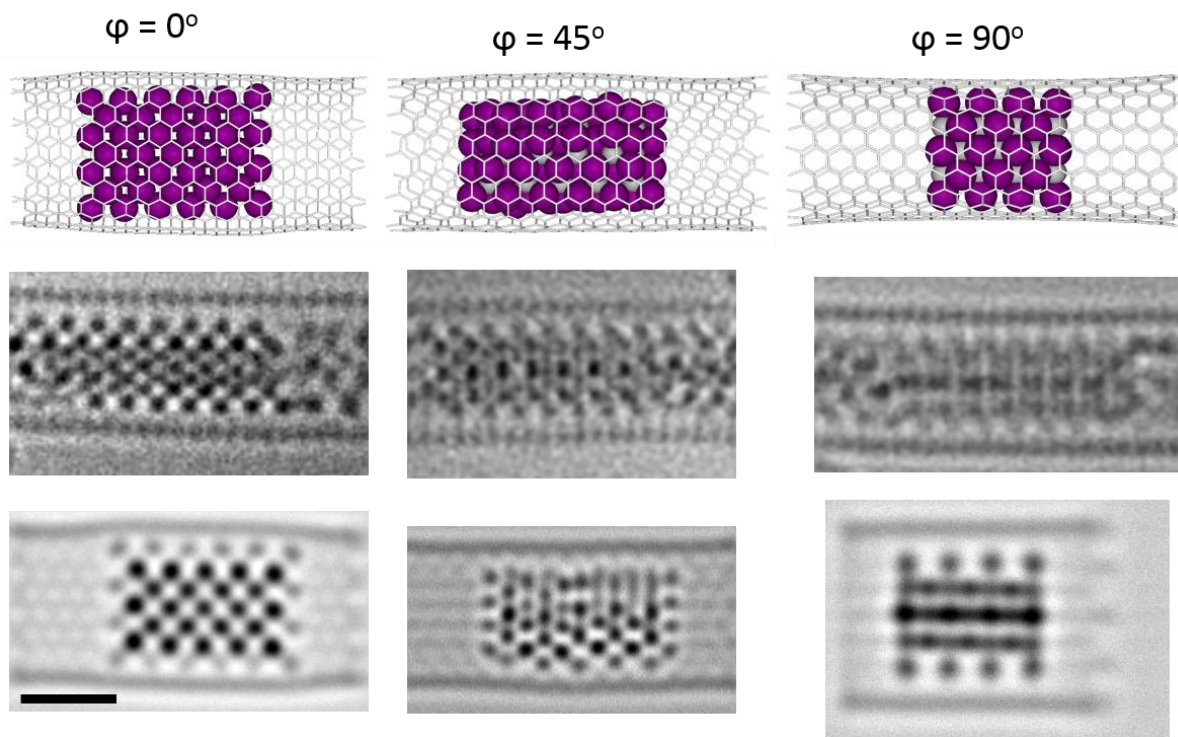 φ = 0° φ = 45° φ = 90°